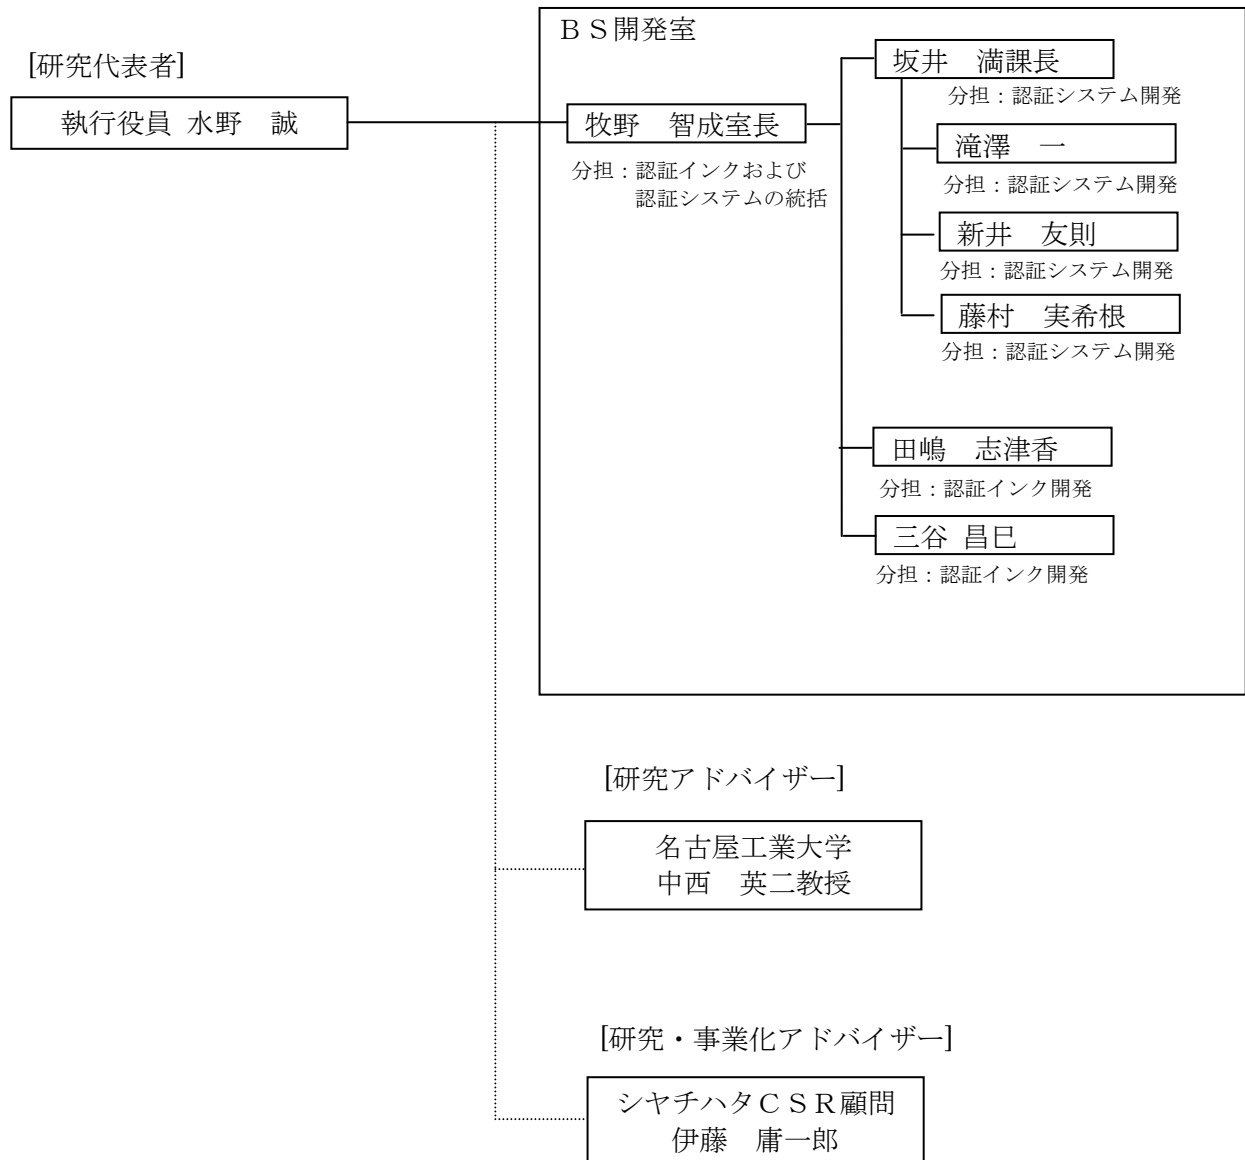 ＢＳ開発室
[研究代表者]
執行役員 水野　誠
牧野　智成室長
分担：認証インクおよび
認証システムの統括
坂井　満課長
分担：認証システム開発
滝澤　一
分担：認証システム開発
新井　友則
分担：認証システム開発
藤村　実希根
分担：認証システム開発
田嶋　志津香
分担：認証インク開発
三谷 昌巳
分担：認証インク開発
[研究アドバイザー]
名古屋工業大学
中西　英二教授
[研究・事業化アドバイザー]
シヤチハタＣＳＲ顧問
伊藤　庸一郎